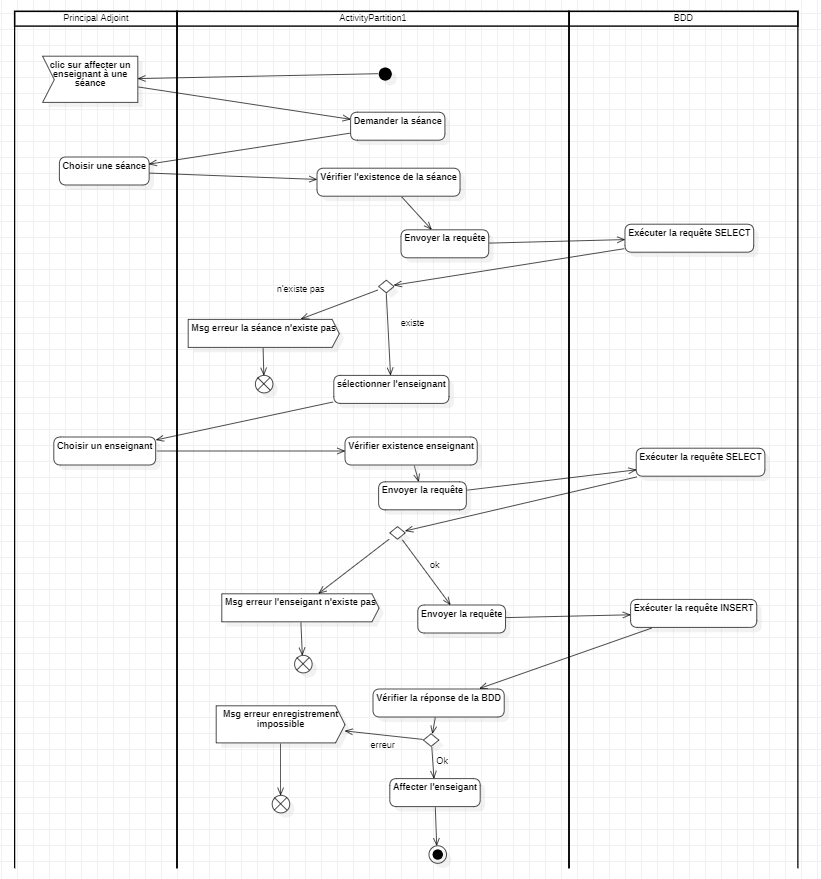 Principal Adjoint
ActivityPartition1
BDD
clic sur affecter un
enseignant à une
séance
Demander la séance
Choisir une séance
Vérifier l'existence de la séance
Envoyer la requête
Exécuter la requête SELECT
n'existe pas
existe
Msg erreur la séance n'existe pas
sélectionner l'enseignant
Choisir un enseignant
Vérifier existence enseignant
Exécuter la requête SELECT
Envoyer la requête
ok
Msg erreur l'enseigant n'existe pas
Envoyer la requête
Exécuter la requête INSERT
Vérifier la réponse de la BDD
Msg erreur enregistrement
impossible
erreur
Ok
Affecter l'enseigant